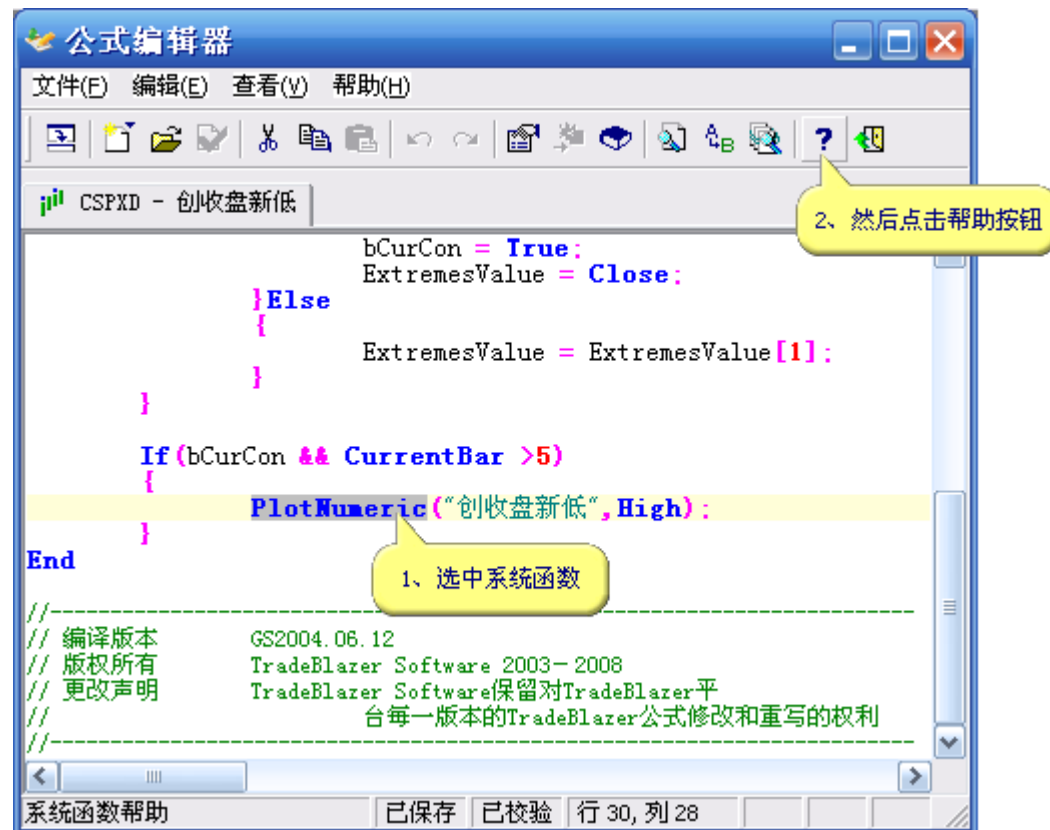 公式编辑器
文件(F) 编辑(E) 查看(V) 帮助(H)
CSPXD - 创收盘新低
2、然后点击帮助按钮
bCurCon = True;
ExtremesValue = Close;
}Else
{
ExtremesValue = ExtremesValue[1];
}
}
If(bCurCon && CurrentBar >5)
{
PlotNumeric("创收盘新低",High);
}
1、选中系统函数
End
//------------------------------------------------------------------------
// 编译版本 GS2004.06.12
// 版权所有 TradeBlazer Software 2003－2008
// 更改声明 TradeBlazer Software保留对TradeBlazer平
// 台每一版本的TradeBlazer公式修改和重写的权利
//------------------------------------------------------------------------
系统函数帮助 已保存 已校验 行 30, 列 28